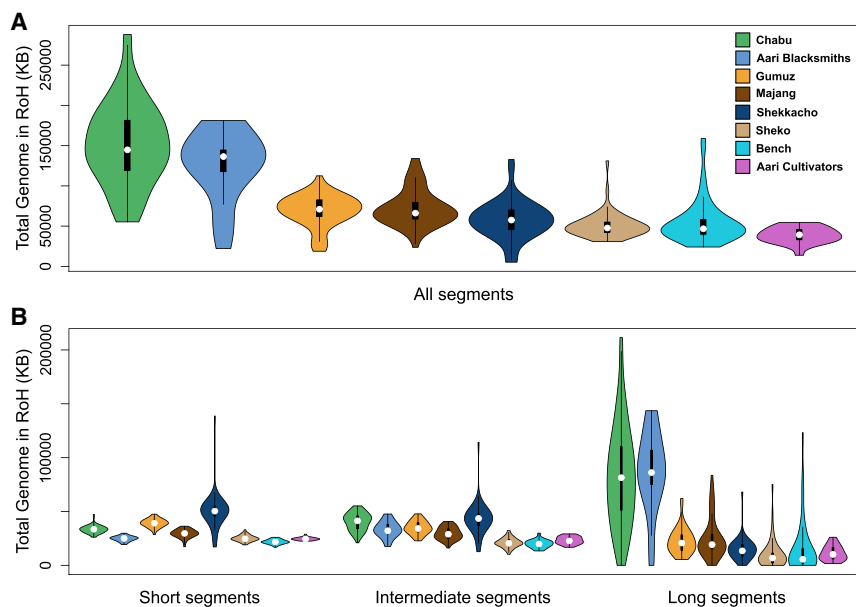 A
Total Genome in RoH (KB)
250000
150000
50000
0
Chabu
Aari Blacksmiths
Gumuz
Majang
Shekkacho
Sheko
Bench
Aari Cultivators
All segments
B
Total Genome in RoH (KB)
200000
100000
0
Short segments
Intermediate segments
Long segments